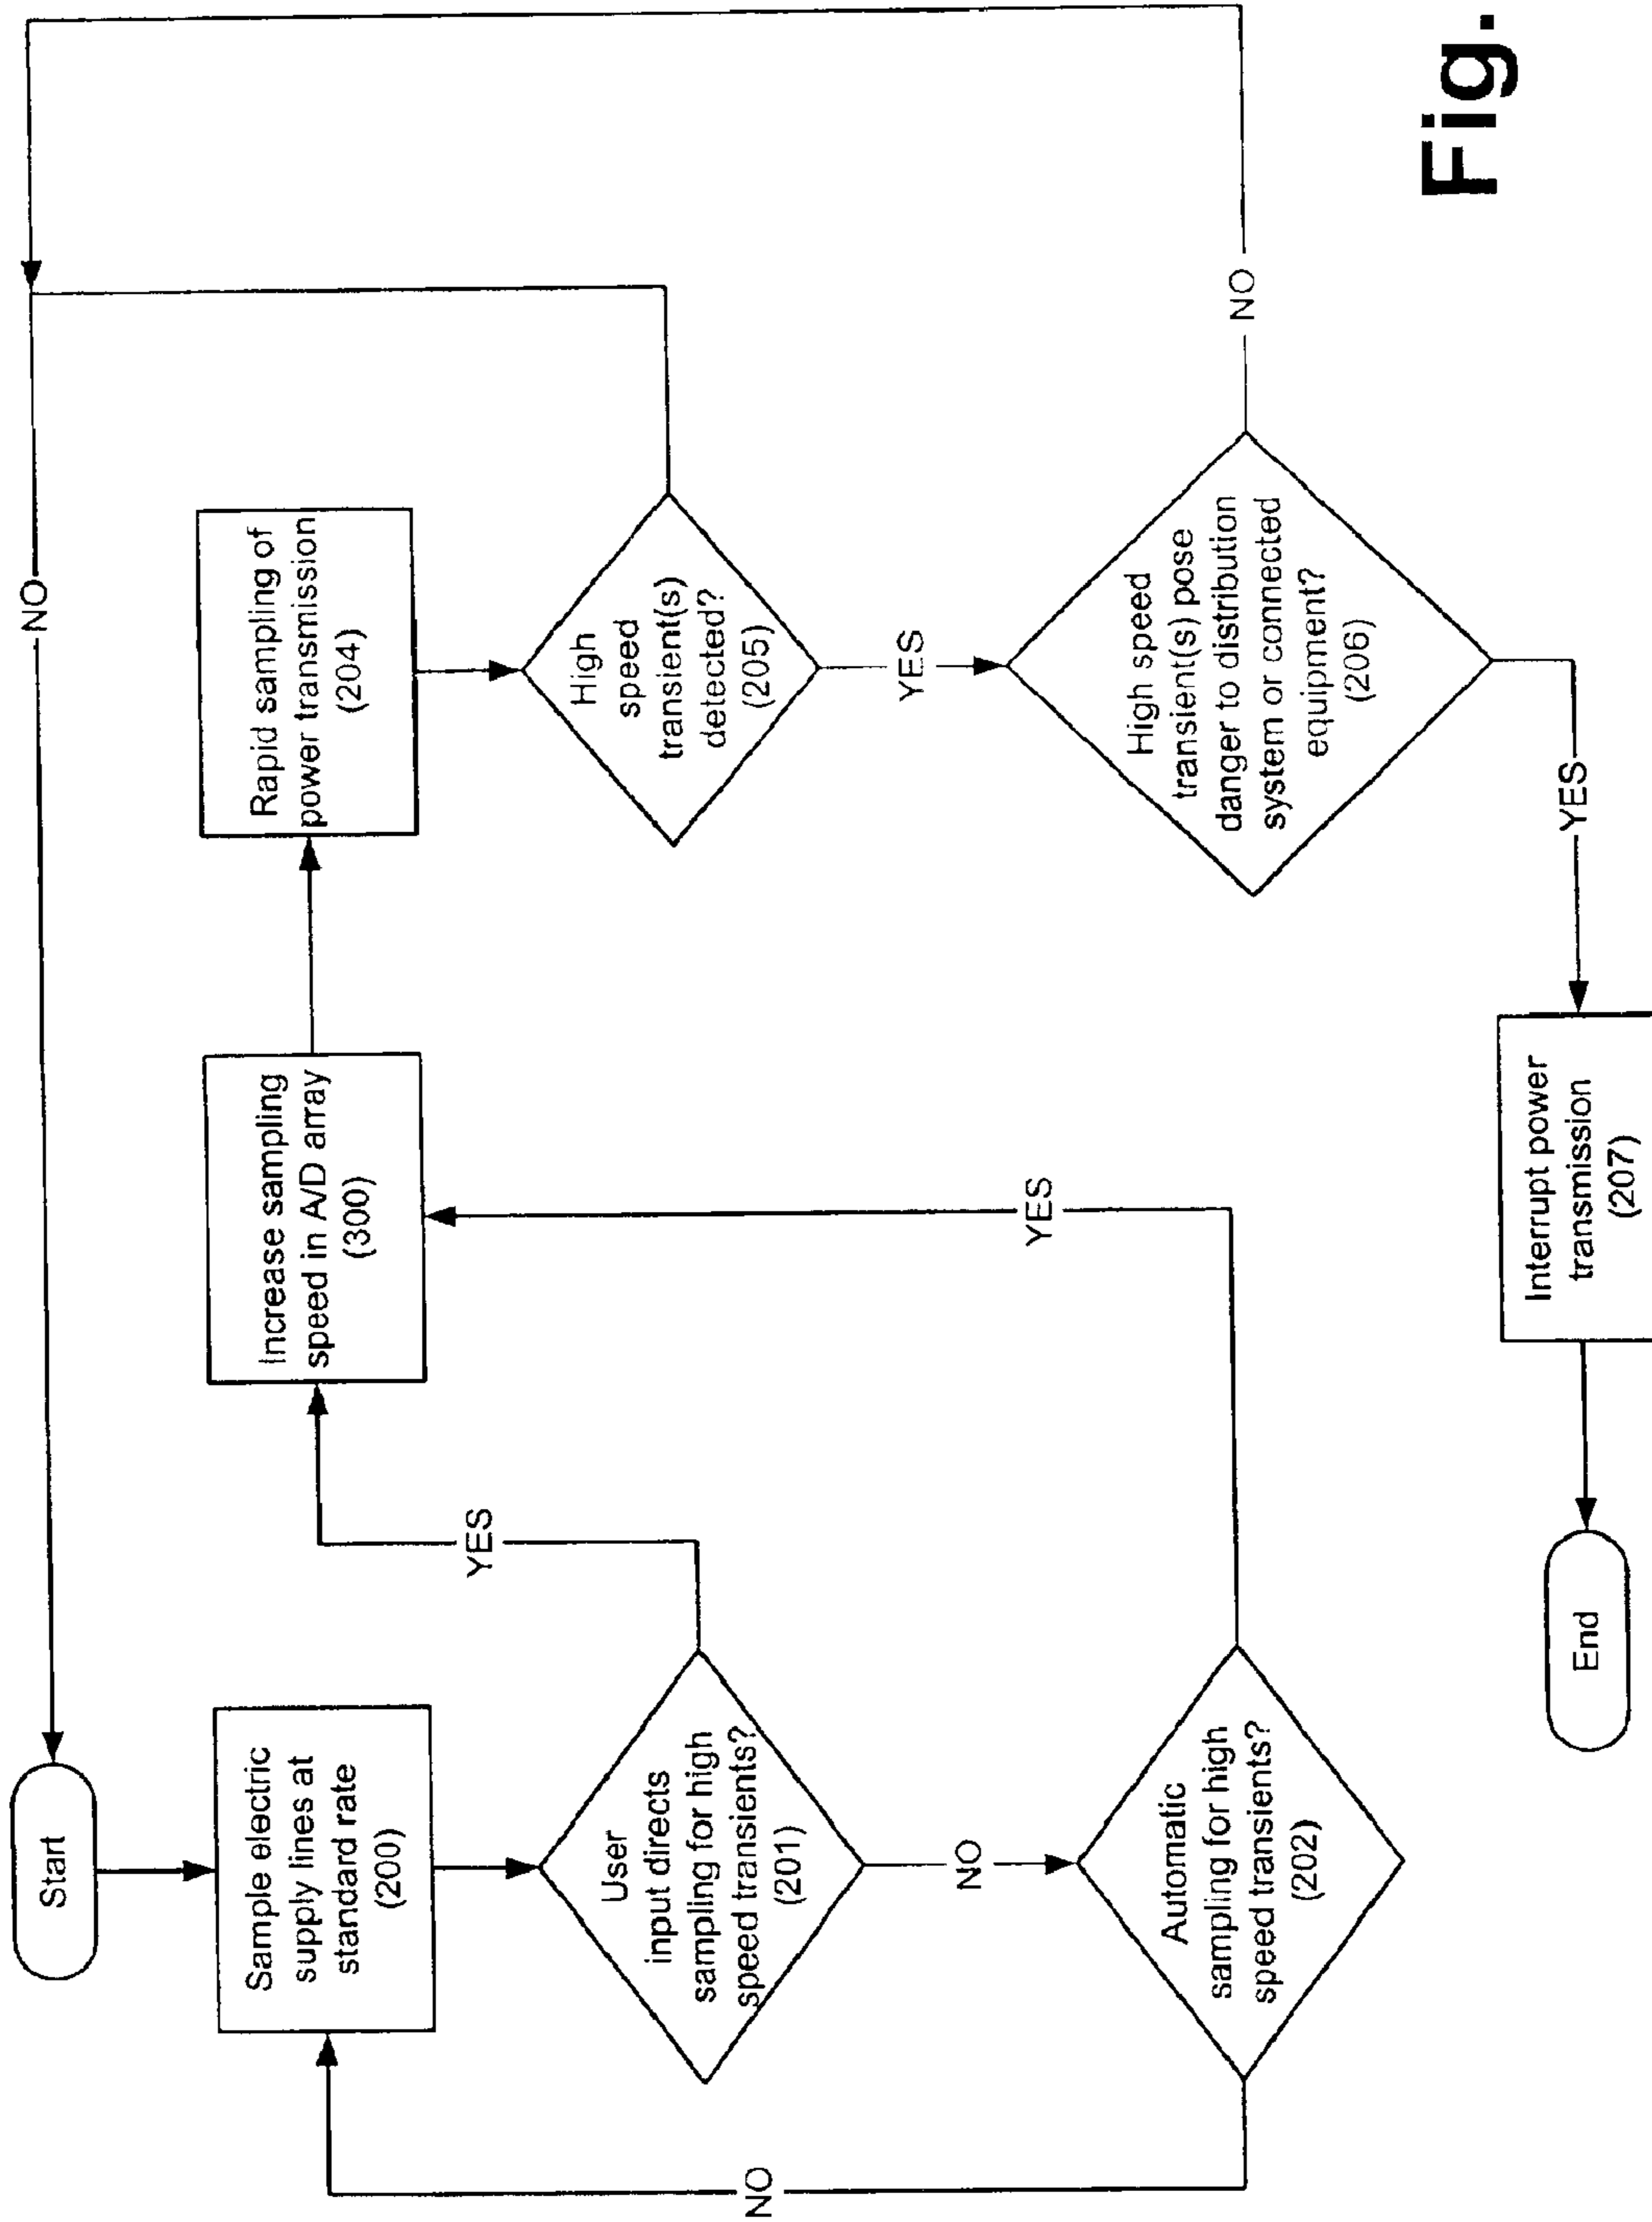 Start
NO
Sample electric
supply lines at
standard rate
(200)
User
input directs
sampling for high
speed transients?
(201)
YES
NO
Automatic
sampling for high
speed transients?
(202)
NO
YES
Increase sampling
speed in A/D array
(300)
Rapid sampling of
power transmission
(204)
High
speed
transient(s)
detected?
(205)
YES
High speed
transient(s) pose
danger to distribution
system or connected
equipment?
(206)
NO
YES
Interrupt power
transmission
(207)
End
Fig.